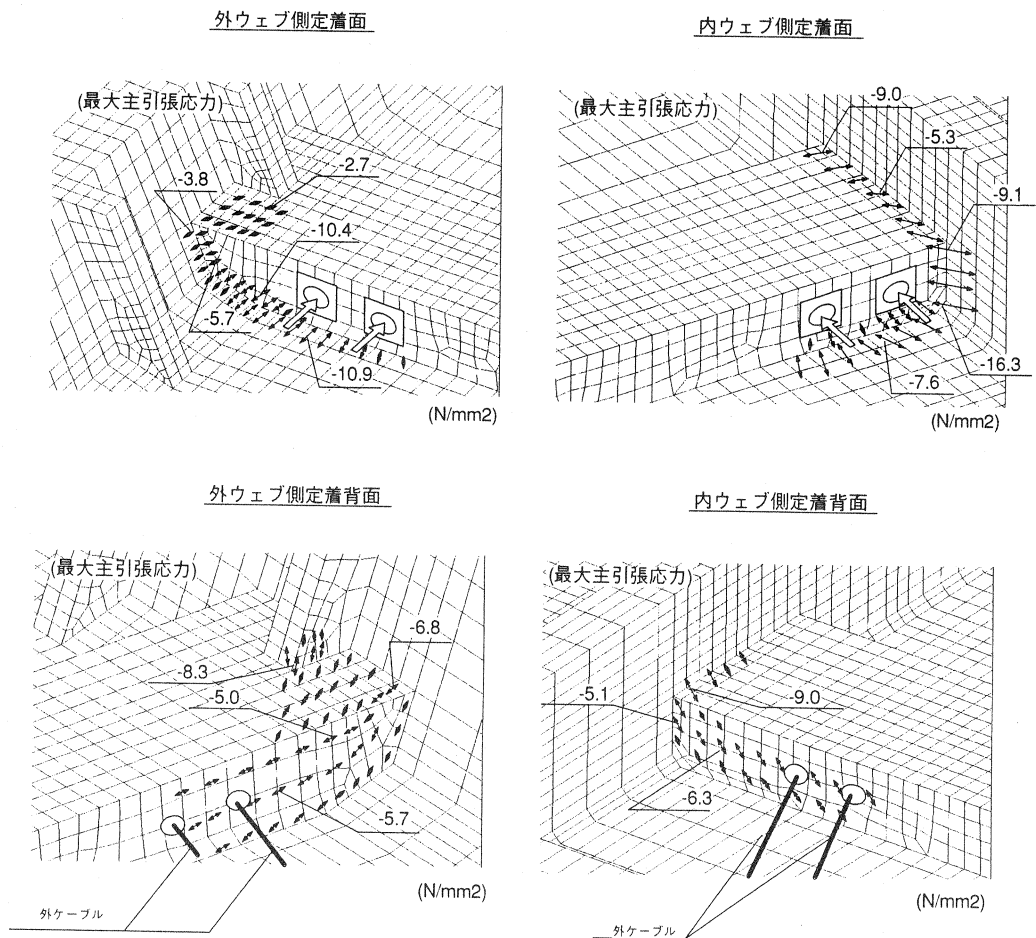 外ウェブ側定着面
内ウェブ側定着面
(最大主引張応力)
-3.8
-2.7
-10.4
-5.7
-10.9
(N/mm2)
(最大主引張応力)
-9.0
-5.3
-9.1
-16.3
-7.6
(N/mm2)
外ウェブ側定着背面
内ウェブ側定着背面
(最大主引張応力)
-6.8
-8.3
-5.0
-5.7
(N/mm2)
外ケーブル
(最大主引張応力)
-5.1
-9.0
-6.3
(N/mm2)
外ケーブル